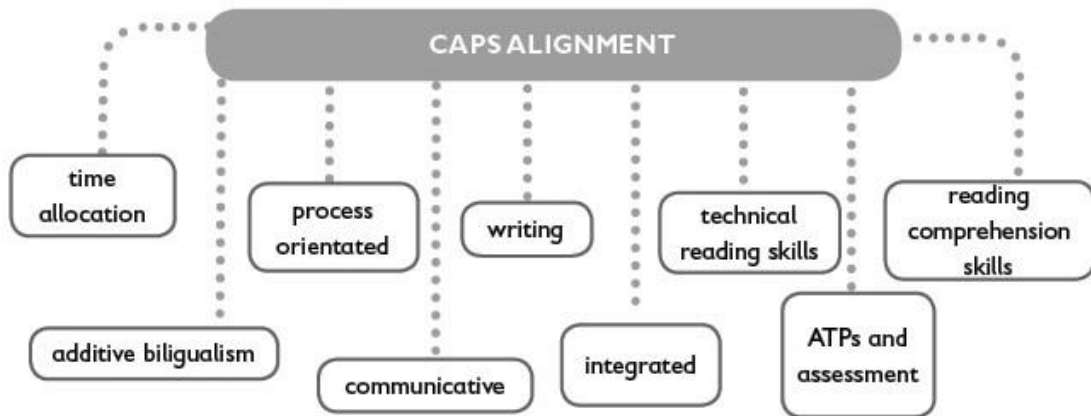 CAPS ALIGNMENT
time
allocation
process
orientated
writing
technical
reading skills
reading
comprehension
skills
additive biligualism
communicative
integrated
ATPs and
assessment